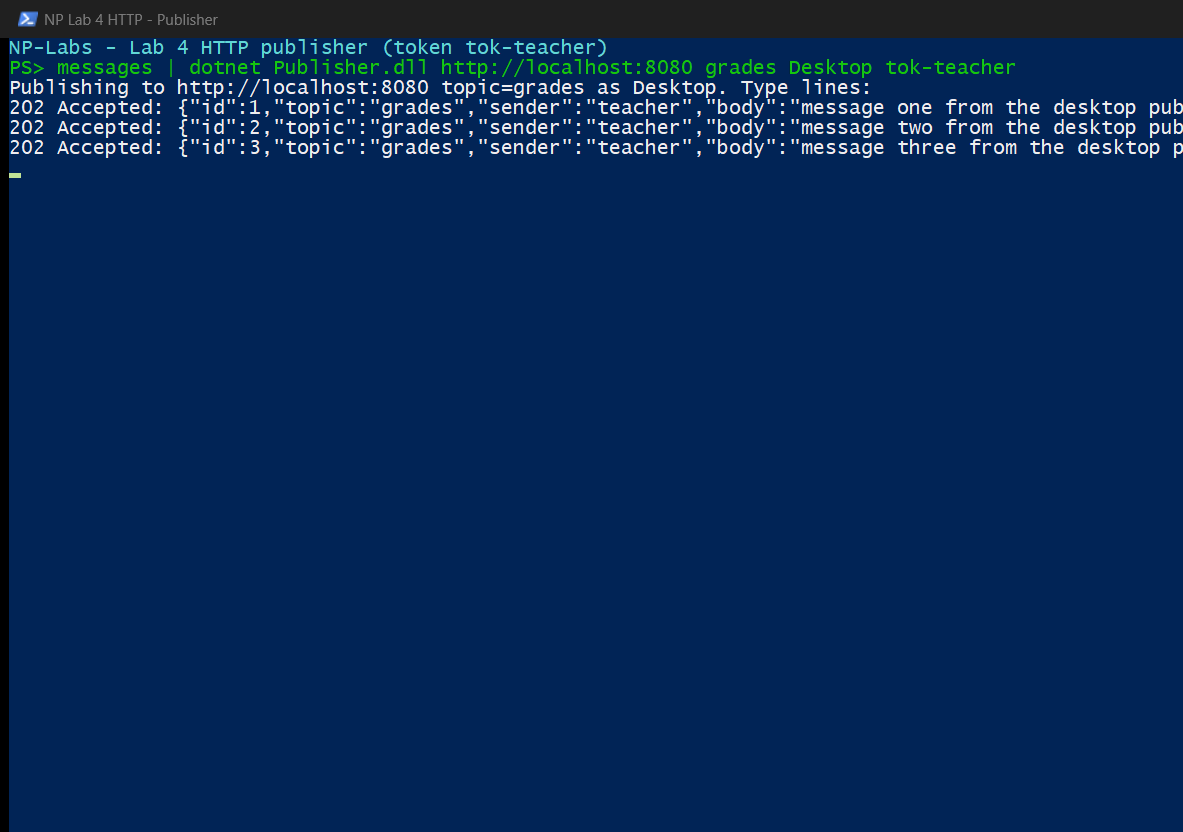 NP Lab 4 HTTP - Publisher
NP-Labs - Lab 4 HTTP publisher (token tok-teacher)
PS> messages | dotnet Publisher.dll http://localhost:8080 grades Desktop tok-teacher
Publishing to http://localhost:8080 topic=grades as Desktop. Type lines:
202 Accepted: {"id":1,"topic":"grades","sender":"teacher","body":"message one from the desktop pub
202 Accepted: {"id":2,"topic":"grades","sender":"teacher","body":"message two from the desktop pub
202 Accepted: {"id":3,"topic":"grades","sender":"teacher","body":"message three from the desktop p